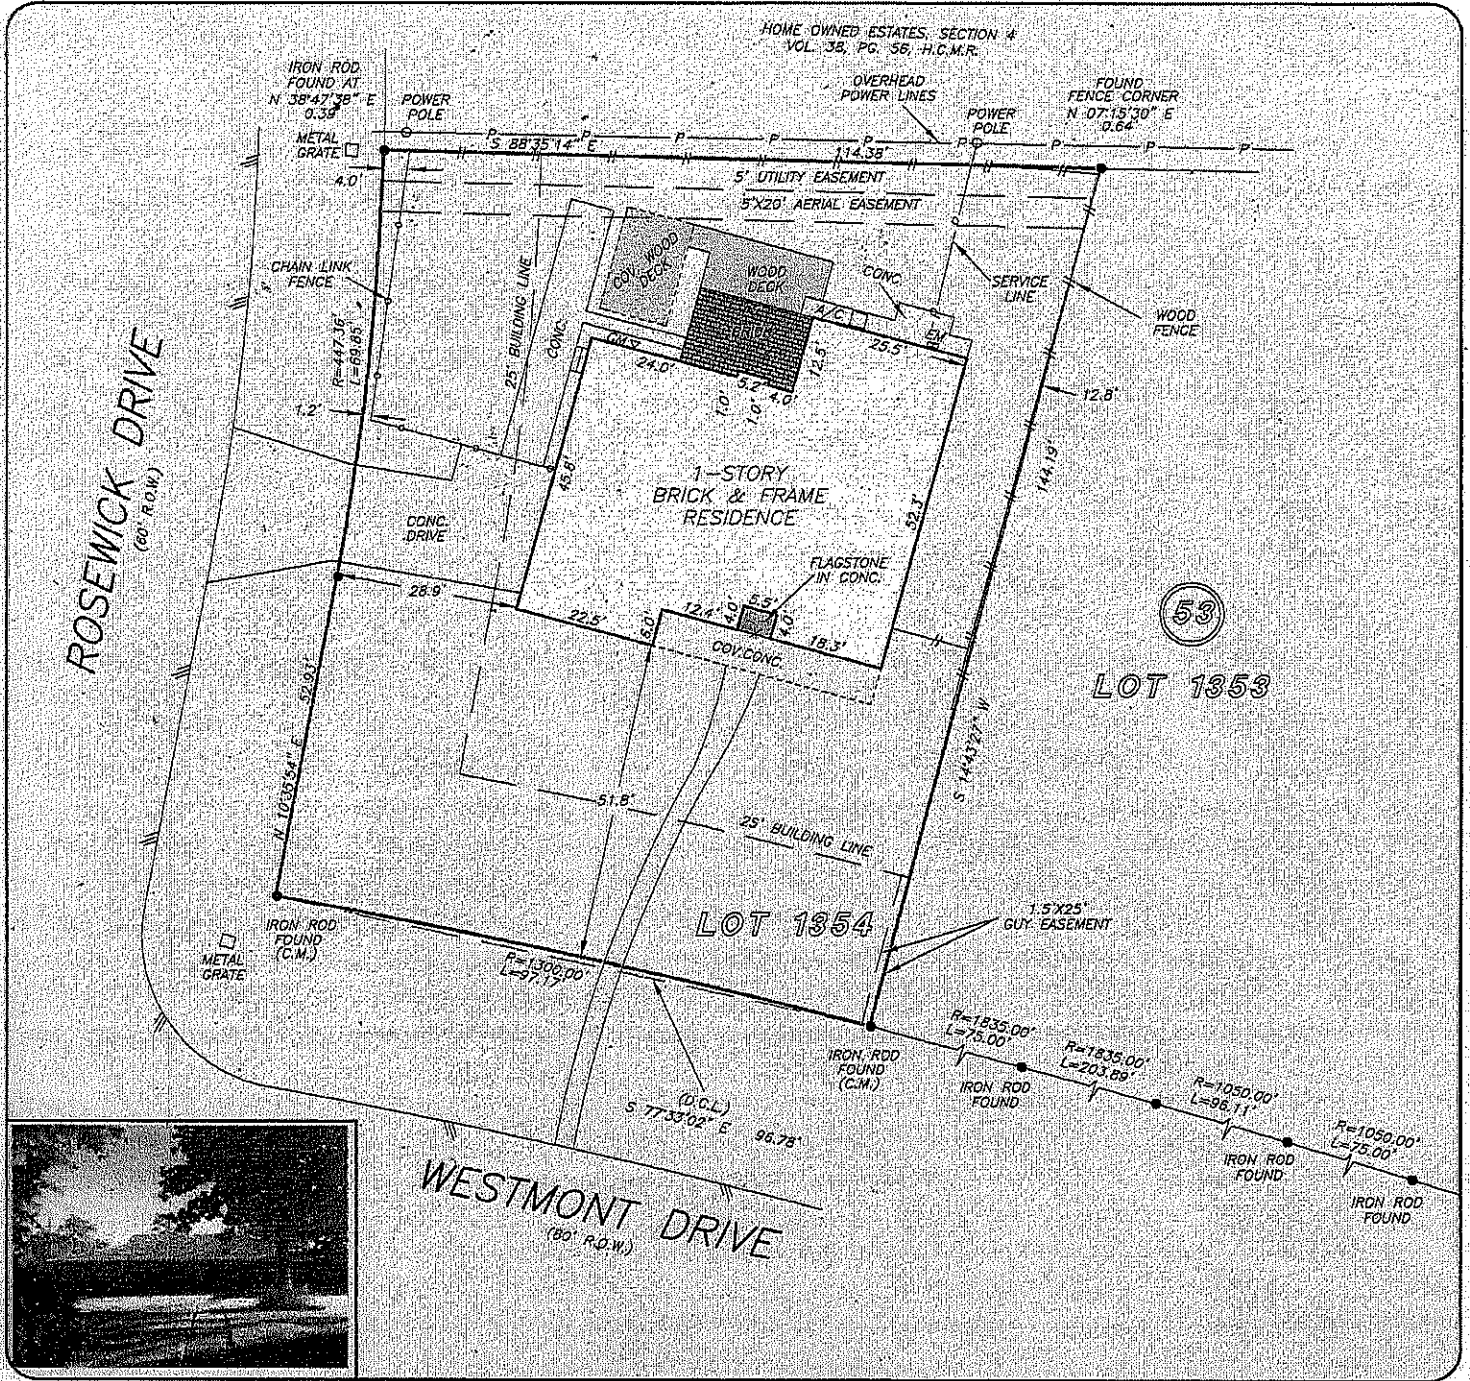 HOME OWNED ESTATES, SECTION 4
VOL. 38, PG. 56, H.C.M.R.
IRON ROD
FOUND AT
N 38°47'38" E
0.39'
POWER
POLE
OVERHEAD
POWER LINES
POWER
POLE
FOUND
FENCE CORNER
N 07°15'30" E
0.64'
METAL
GRATE
P P P P P P P P
S 88°35'14" E
114.38'
4.0'
5' UTILITY EASEMENT
5'X20' AERIAL EASEMENT
CHAIN LINK
FENCE
25' BUILDING LINE
CONC.
COV. WOOD
DECK
WOOD
DECK
CONC.
SERVICE
LINE
WOOD
FENCE
A/C
EM
BRICK
R=447.36'
L=69.85'
24.0'
5.2'
4.0'
1.0'
1.0'
12.5'
25.5'
12.8'
1.2'
ROSEWICK DRIVE
(60' R.O.W.)
45.8'
1-STORY
BRICK & FRAME
RESIDENCE
52.3'
144.19'
CONC.
DRIVE
FLAGSTONE
IN CONC.
28.9'
22.5'
6.0'
12.4'
4.0'
5.5'
4.0'
18.3'
COV.CONC.
53
LOT 1353
52.93'
N 10°35'54" E
S 14°43'27" W
51.8'
25' BUILDING LINE
LOT 1354
1.5'X25'
GUY EASEMENT
IRON ROD
FOUND
(C.M.)
METAL
GRATE
R=1300.00'
L=97.17'
IRON ROD
FOUND
(C.M.)
R=1835.00'
L=75.00'
IRON ROD
FOUND
R=1835.00'
L=203.89'
R=1050.00'
L=96.11'
IRON ROD
FOUND
R=1050.00'
L=75.00'
IRON ROD
FOUND
(D.C.L.)
S 77°33'02" E 96.78'
WESTMONT DRIVE
(80' R.O.W.)